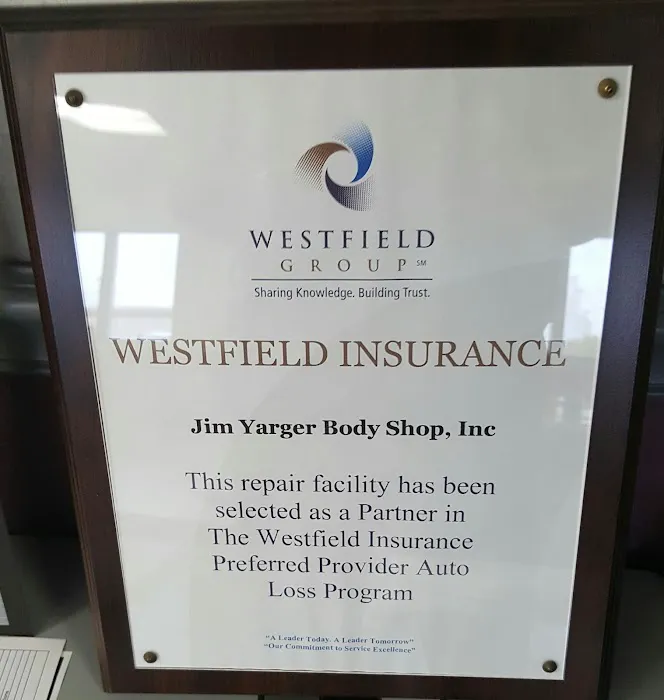 WESTFIELD
GROUP℠
Sharing Knowledge. Building Trust.
WESTFIELD INSURANCE
Jim Yarger Body Shop, Inc
This repair facility has been
selected as a Partner in
The Westfield Insurance
Preferred Provider Auto
Loss Program
"A Leader Today. A Leader Tomorrow"
"Our Commitment to Service Excellence"